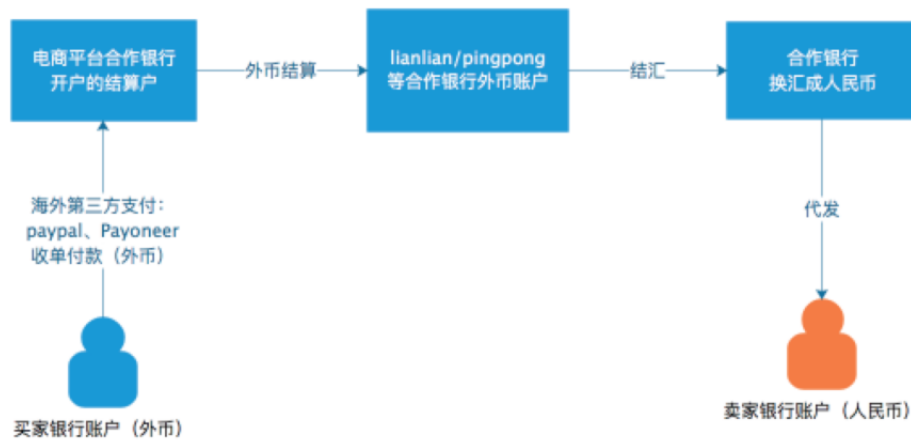 电商平台合作银行
开户的结算户
外币结算
lianlian/pingpong
等合作银行外币账户
结汇
合作银行
换汇成人民币
海外第三方支付：
paypal、Payoneer
收单付款（外币）
代发
买家银行账户（外币）
卖家银行账户（人民币）